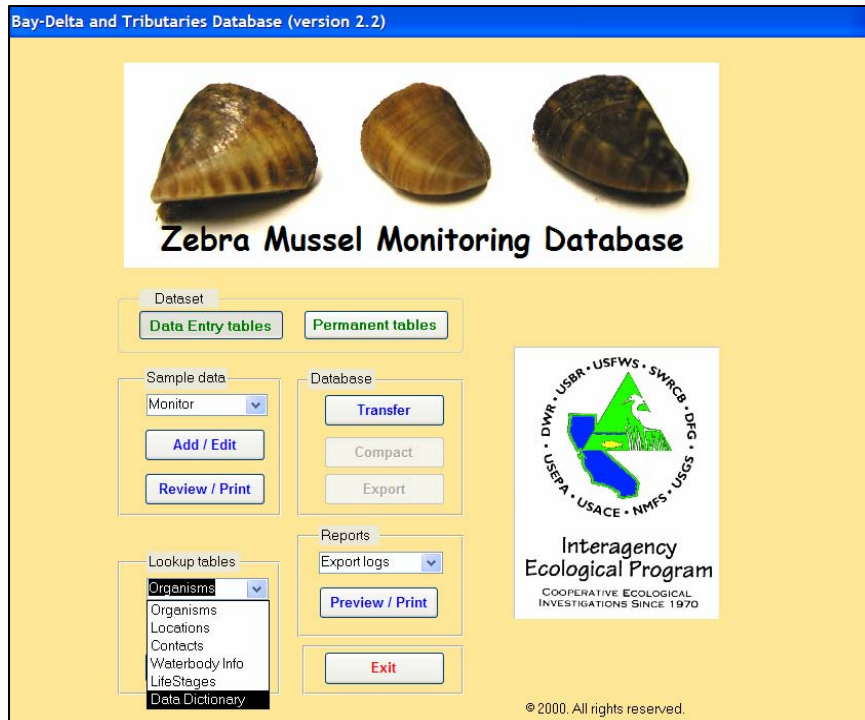 Bay-Delta and Tributaries Database (version 2.2)
Zebra Mussel Monitoring Database
Dataset
Data Entry tables
Permanent tables
Sample data
Monitor
Add / Edit
Review / Print
Database
Transfer
Compact
Export
Lookup tables
Organisms
Organisms
Locations
Contacts
Waterbody Info
LifeStages
Data Dictionary
Reports
Export logs
Preview / Print
Exit
DWR • USBR • USFWS • SWRCB • DFG • USGS • NMFS • USACE • USEPA •
Interagency
Ecological Program
COOPERATIVE ECOLOGICAL
INVESTIGATIONS SINCE 1970
© 2000. All rights reserved.